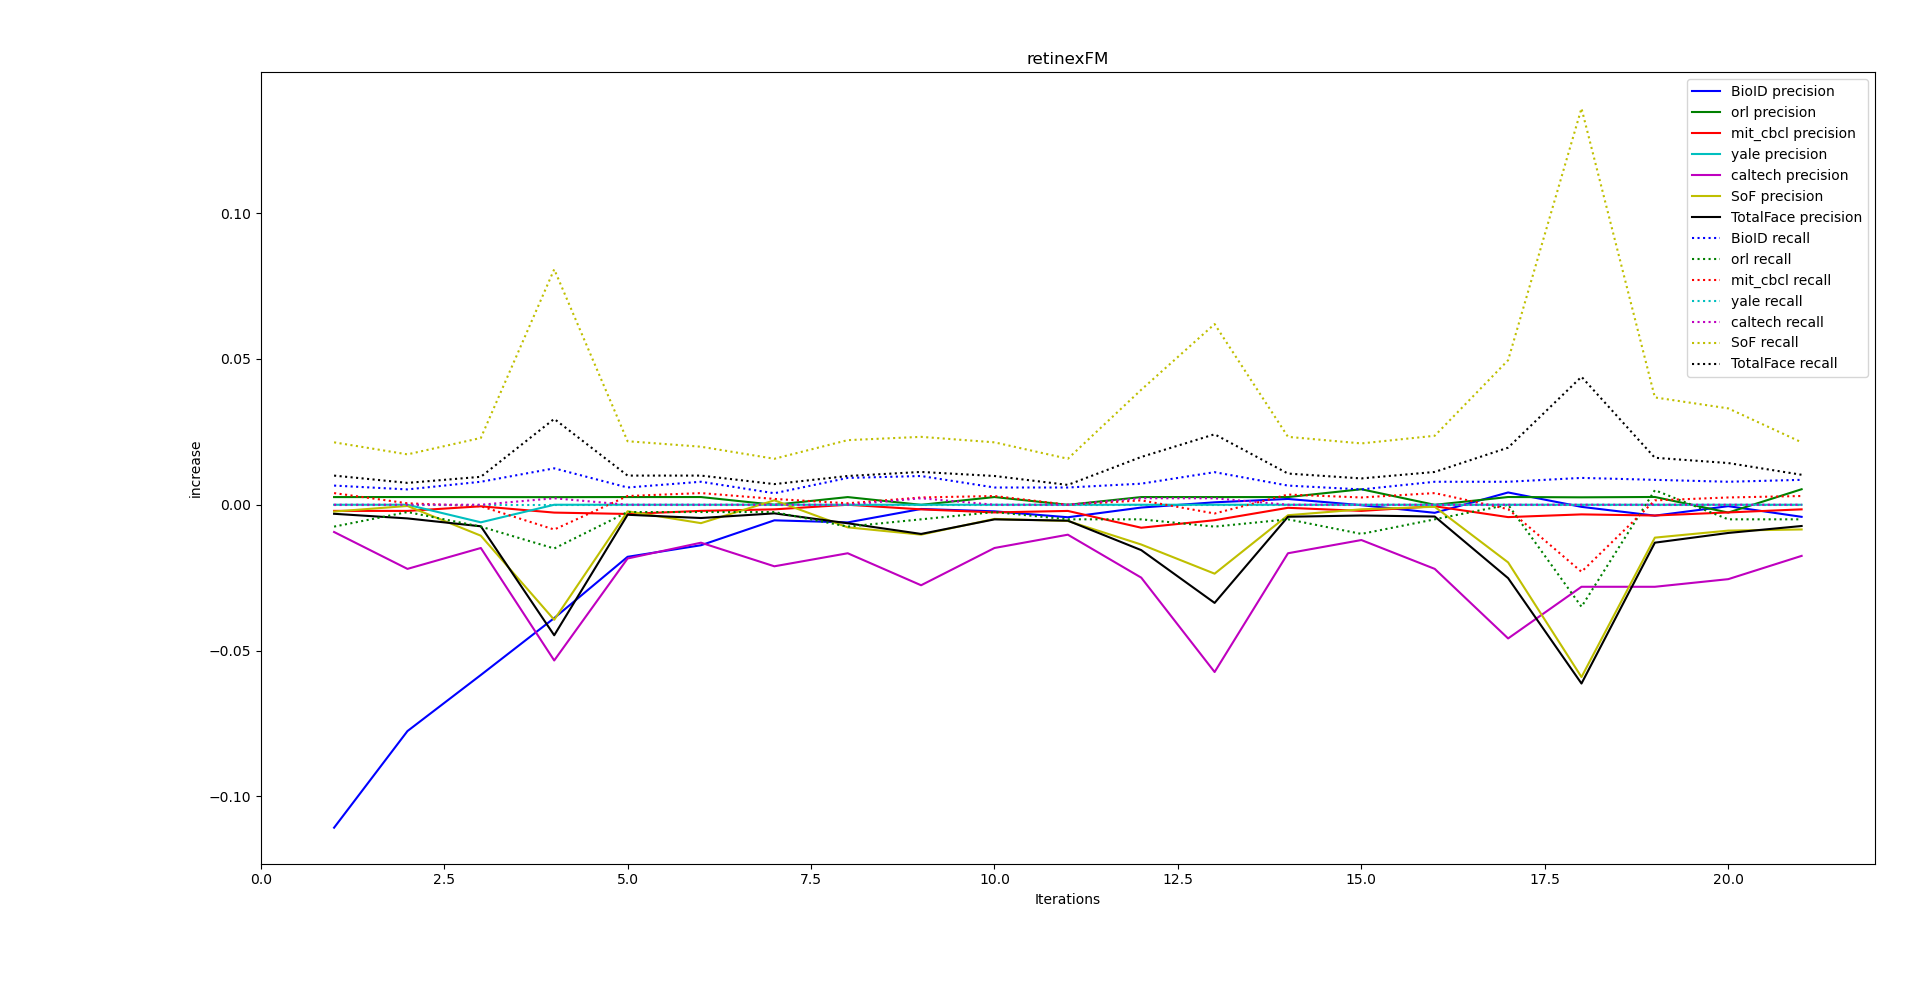 retinexFM
BioID precision
orl precision
mit_cbcl precision
yale precision
caltech precision
SoF precision
TotalFace precision
BioID recall
orl recall
mit_cbcl recall
yale recall
caltech recall
SoF recall
TotalFace recall
0.10
0.05
0.00
−0.05
−0.10
increase
0.0 2.5 5.0 7.5 10.0 12.5 15.0 17.5 20.0
Iterations